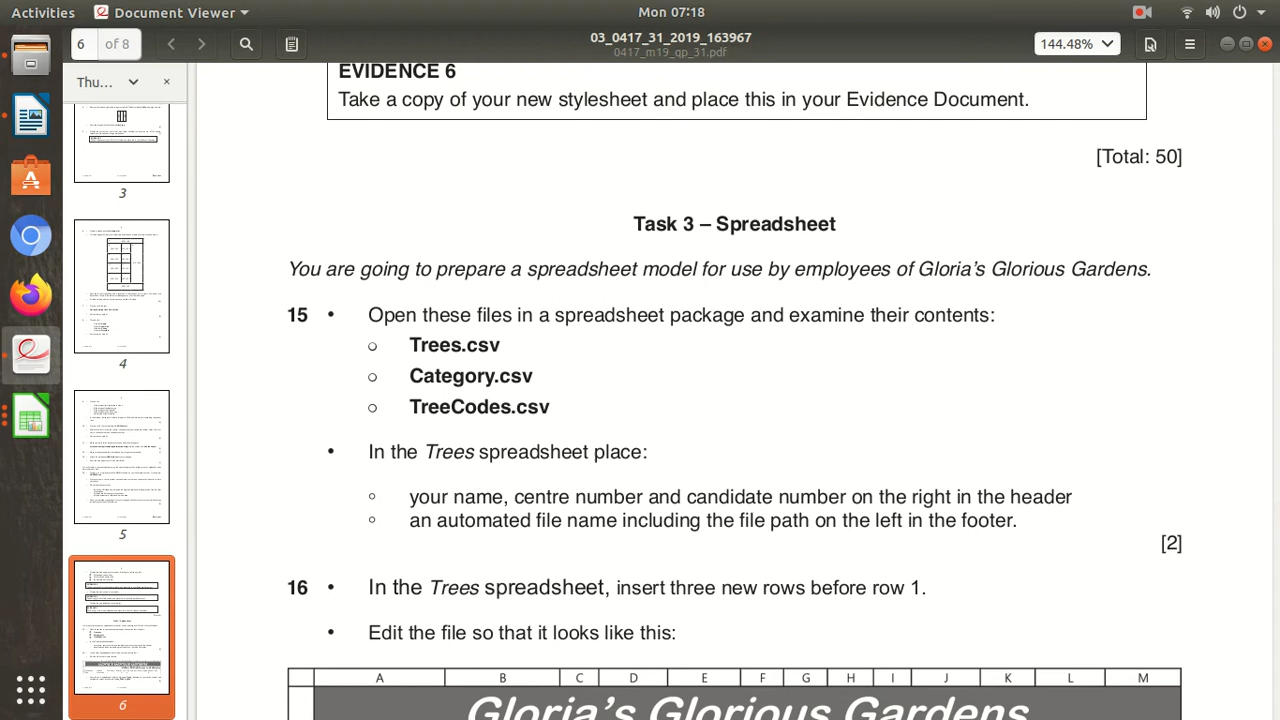 Activities
Document Viewer
Mon 07:18
6 of 8
03_0417_31_2019_163967
0417_m19_qp_31.pdf
144.48%
Thu...
3
4
5
6
EVIDENCE 6
Take a copy of your new stylesheet and place this in your Evidence Document.
[Total: 50]
Task 3 – Spreadsheet
You are going to prepare a spreadsheet model for use by employees of Gloria's Glorious Gardens.
15 • Open these files in a spreadsheet package and examine their contents:
○ Trees.csv
○ Category.csv
○ TreeCodes.csv
• In the Trees spreadsheet place:
○ your name, centre number and candidate number on the right in the header
○ an automated file name including the file path on the left in the footer.
[2]
16 • In the Trees spreadsheet, insert three new rows before row 1.
• Edit the file so that it looks like this:
A B C D E F G H I J K L M
Gloria's Glorious Gardens